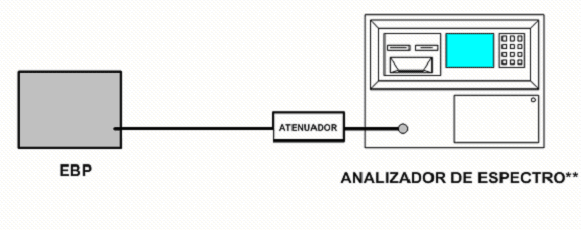 ATENUADOR
EBP
ANALIZADOR DE ESPECTRO**